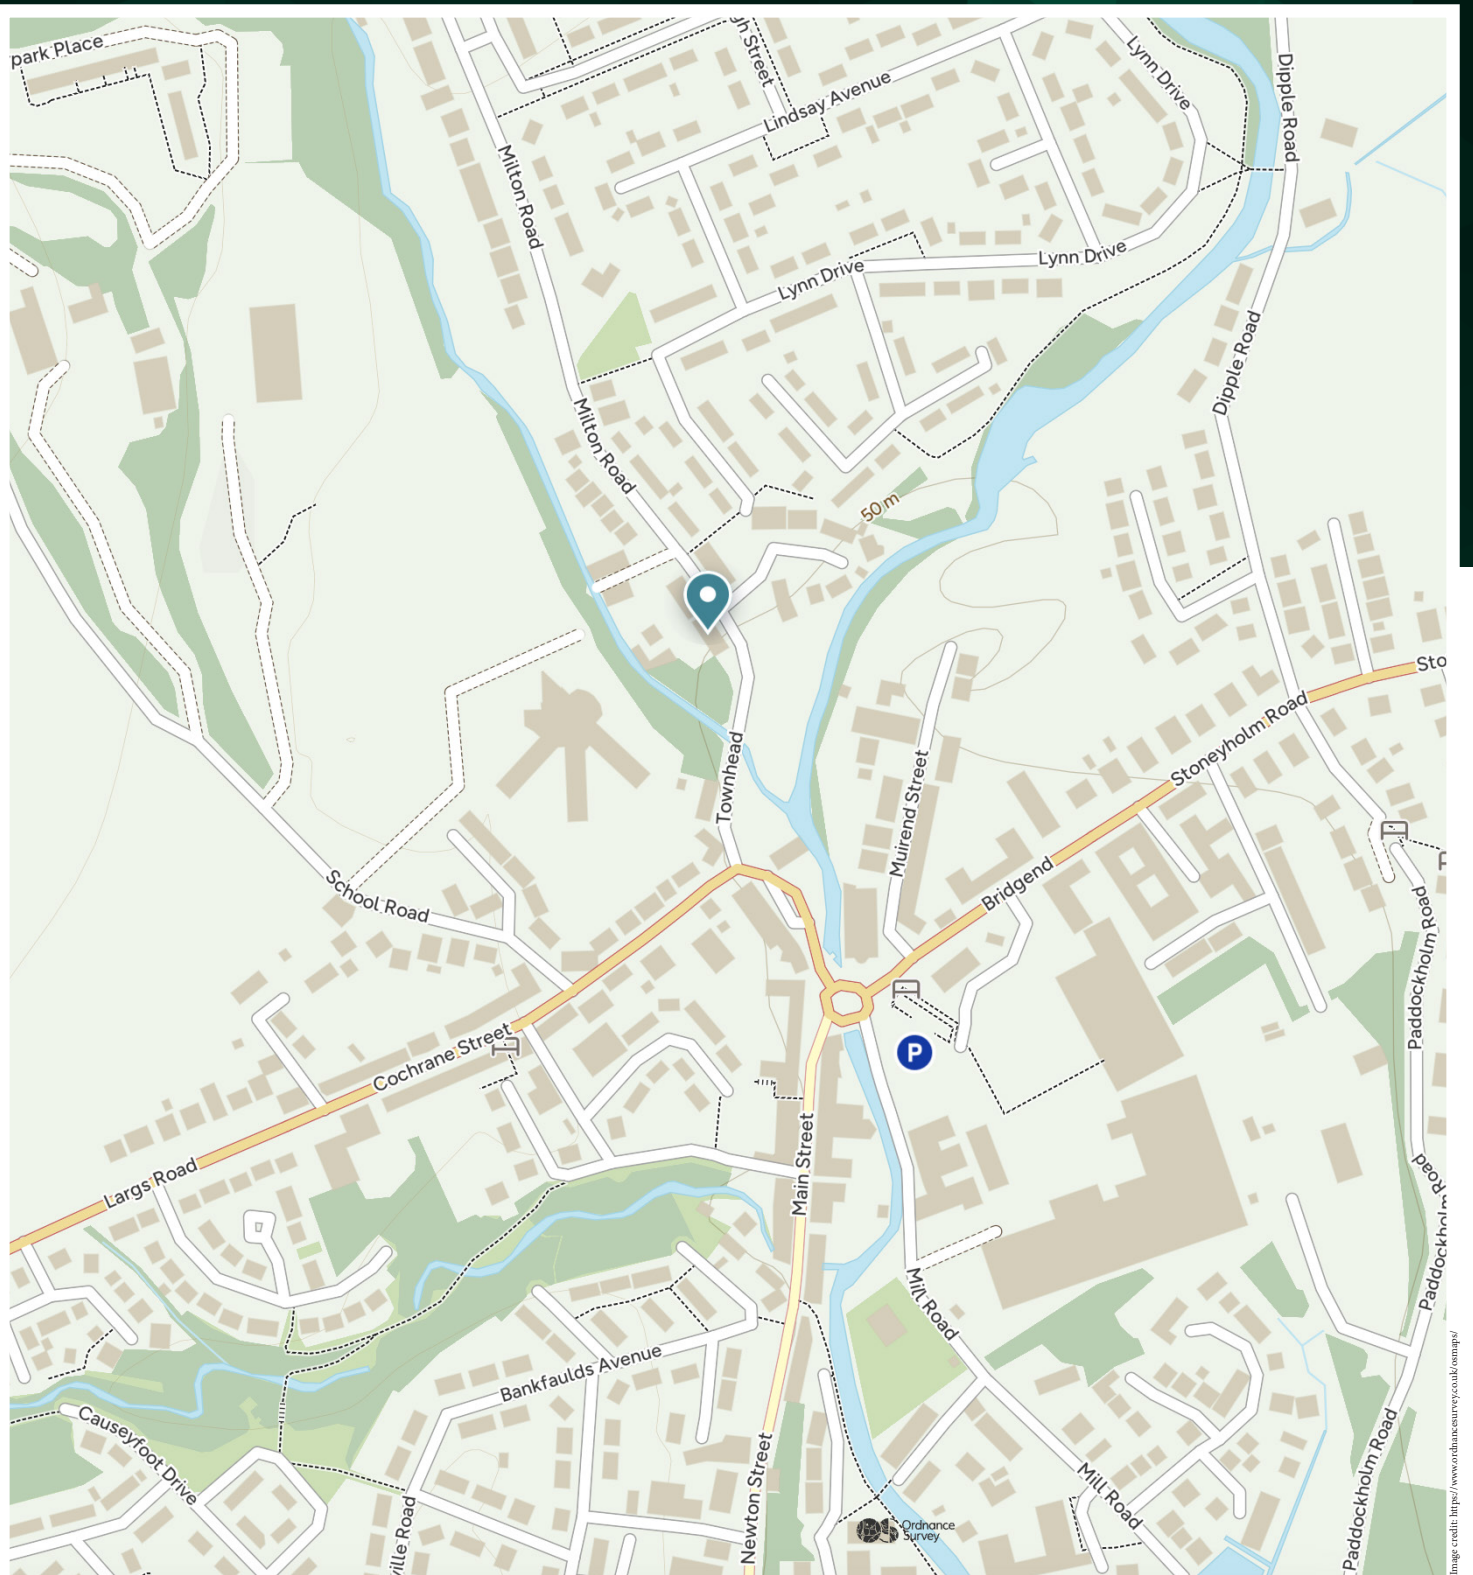 park Place
gh Street
Lynn Drive
Dipple Road
Lindsay Avenue
Milton Road
Lynn Drive
Lynn Drive
Dipple Road
Milton Road
50 m
Sto
Stoneyholm Road
Townhead
Muirend Street
Bridgend
School Road
Paddockholm Road
Cochrane Street
P
Main Street
Largs Road
Paddockholm Road
Mill Road
Bankfaulds Avenue
Causeyfoot Drive
Newton Street
ville Road
Mill Road
Paddockholm Road
Ordnance
Survey
Image credit: https://www.ordnancesurvey.co.uk/osmaps/